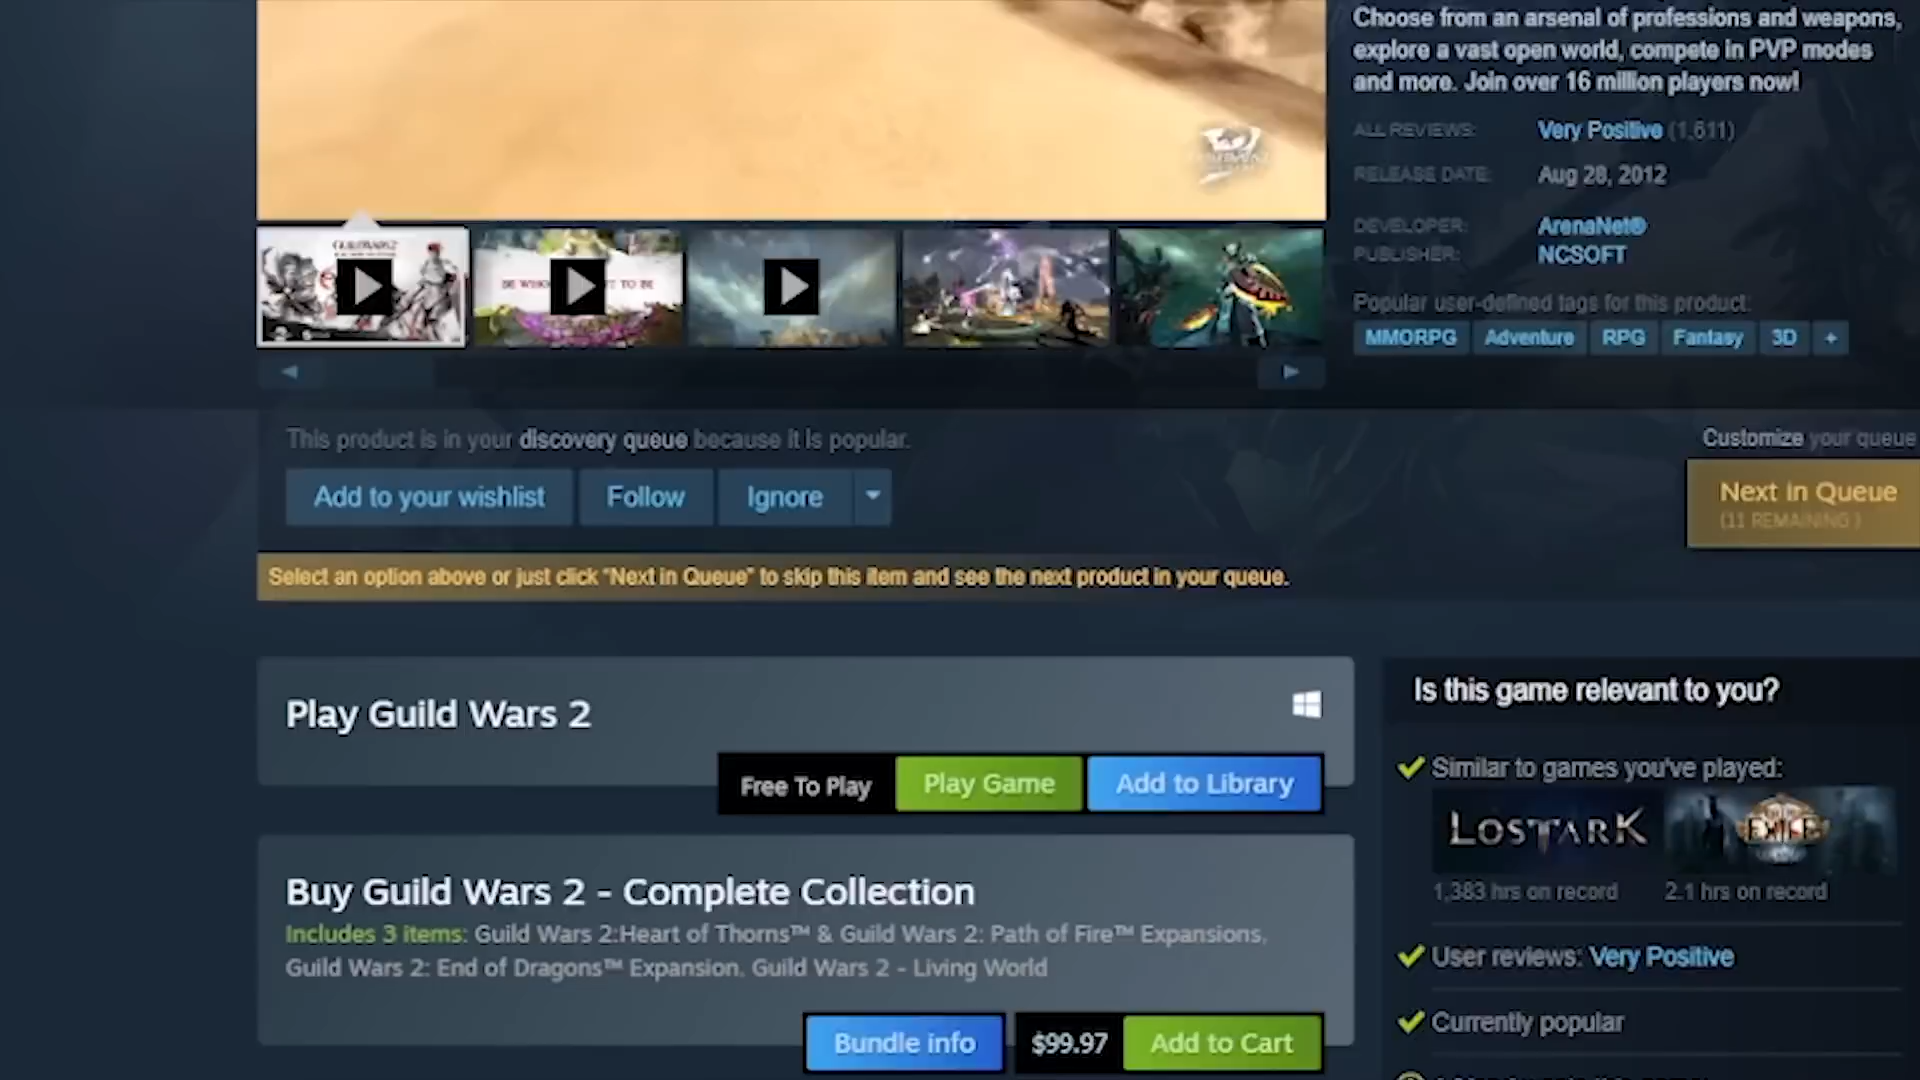 Choose from an arsenal of professions and weapons,
explore a vast open world, compete in PVP modes
and more. Join over 16 million players now!
ALL REVIEWS: Very Positive (1,611)
RELEASE DATE: Aug 28, 2012
DEVELOPER: ArenaNet®
PUBLISHER: NCSOFT
Popular user-defined tags for this product:
MMORPG Adventure RPG Fantasy 3D +
GUILD WARS 2
BE WHO TO BE
This product is in your discovery queue because it is popular.
Customize your queue
Add to your wishlist Follow Ignore
Next in Queue
(11 REMAINING )
Select an option above or just click "Next in Queue" to skip this item and see the next product in your queue.
Play Guild Wars 2
Free To Play Play Game Add to Library
Buy Guild Wars 2 - Complete Collection
Includes 3 items: Guild Wars 2:Heart of Thorns™ & Guild Wars 2: Path of Fire™ Expansions,
Guild Wars 2: End of Dragons™ Expansion, Guild Wars 2 - Living World
Bundle info $99.97 Add to Cart
Is this game relevant to you?
Similar to games you've played:
LOST ARK
EXILE
1,383 hrs on record 2.1 hrs on record
User reviews: Very Positive
Currently popular